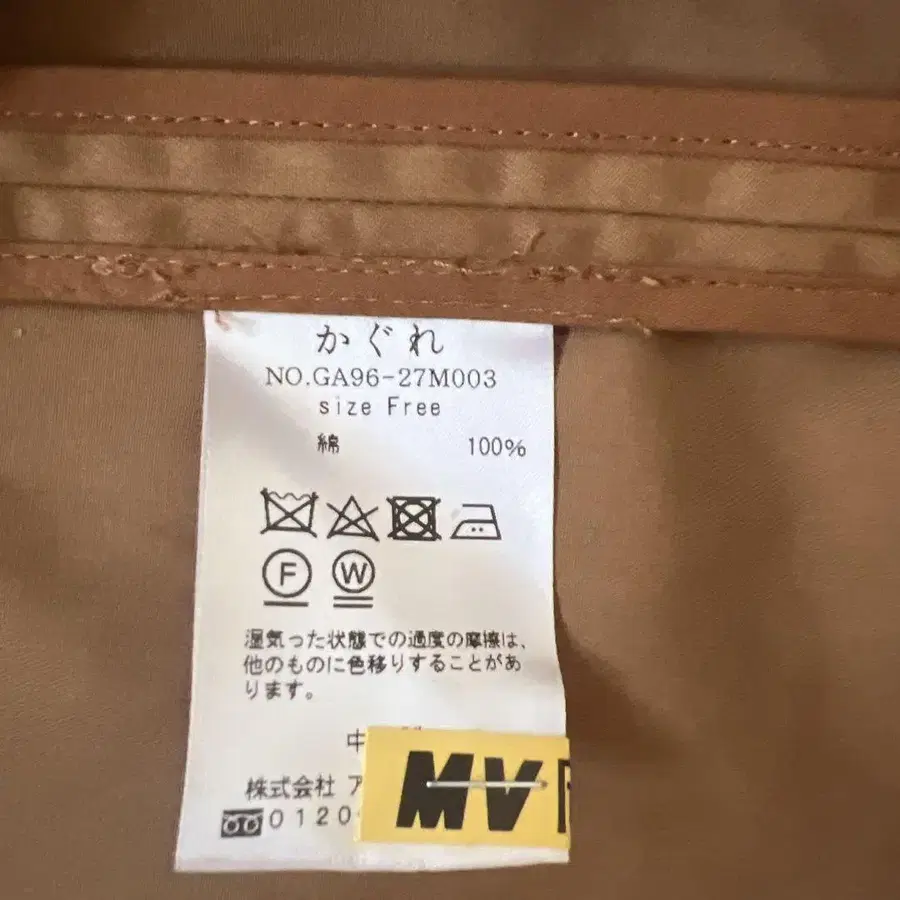 かぐれ
NO.GA96-27M003
size Free
綿 100%
F W
湿気った状態での過度の摩擦は、
他のものに色移りすることがあ
ります。
中
株式会社 ア
0120
MV